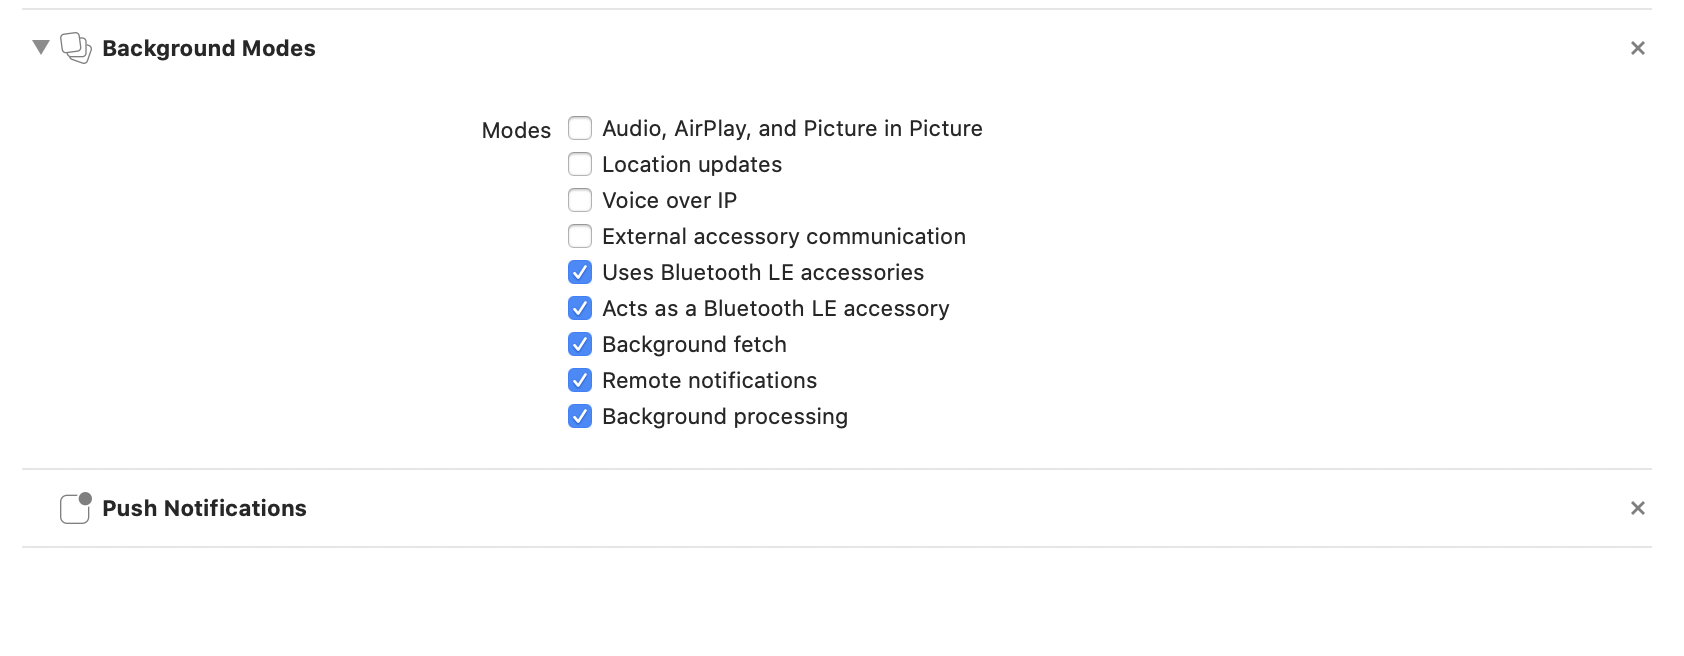 Background Modes
Modes
Audio, AirPlay, and Picture in Picture
Location updates
Voice over IP
External accessory communication
Uses Bluetooth LE accessories
Acts as a Bluetooth LE accessory
Background fetch
Remote notifications
Background processing
Push Notifications